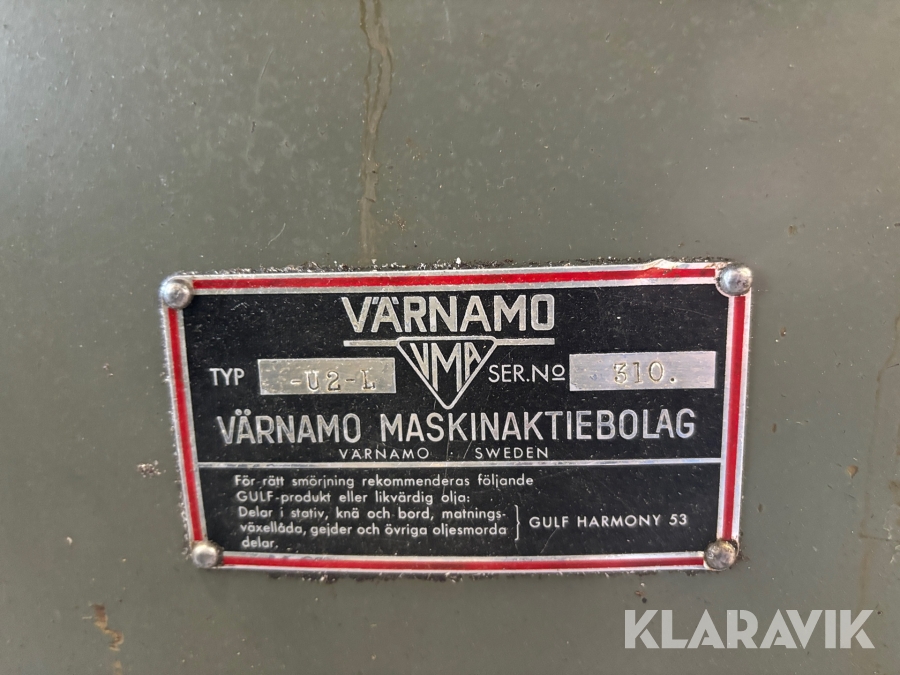 VÄRNAMO
VMA
TYP -U2-L SER.No 310.
VÄRNAMO MASKINAKTIEBOLAG
VÄRNAMO SWEDEN
För rätt smörjning rekommenderas följande
GULF-produkt eller likvärdig olja:
Delar i stativ, knä och bord, matnings-
växellåda, gejder och övriga oljesmorda
delar.
} GULF HARMONY 53
KLARAVIK